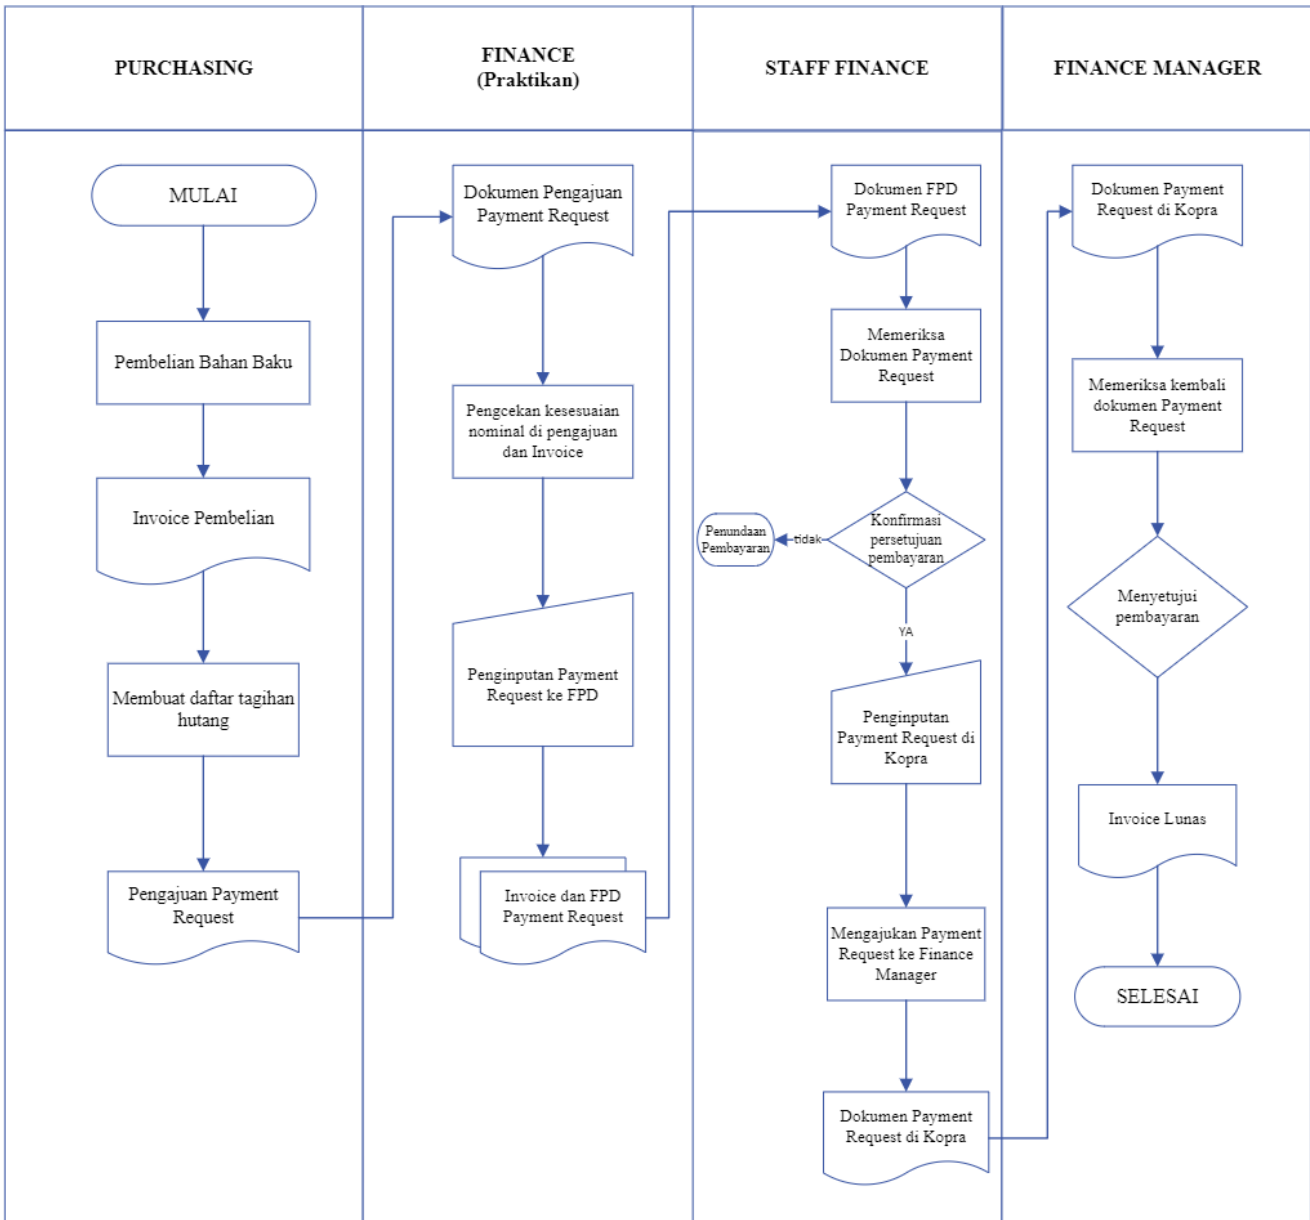 PURCHASING
FINANCE
(Praktikan)
STAFF FINANCE
FINANCE MANAGER
MULAI
Pembelian Bahan Baku
Invoice Pembelian
Membuat daftar tagihan
hutang
Pengajuan Payment
Request
Dokumen Pengajuan
Payment Request
Pengcekan kesesuaian
nominal di pengajuan
dan Invoice
Penginputan Payment
Request ke FPD
Invoice dan FPD
Payment Request
Dokumen FPD
Payment Request
Memeriksa
Dokumen Payment
Request
Konfirmasi
persetujuan
pembayaran
tidak
Penundaan
Pembayaran
YA
Penginputan
Payment Request di
Kopra
Mengajukan Payment
Request ke Finance
Manager
Dokumen Payment
Request di Kopra
Dokumen Payment
Request di Kopra
Memeriksa kembali
dokumen Payment
Request
Menyetujui
pembayaran
Invoice Lunas
SELESAI